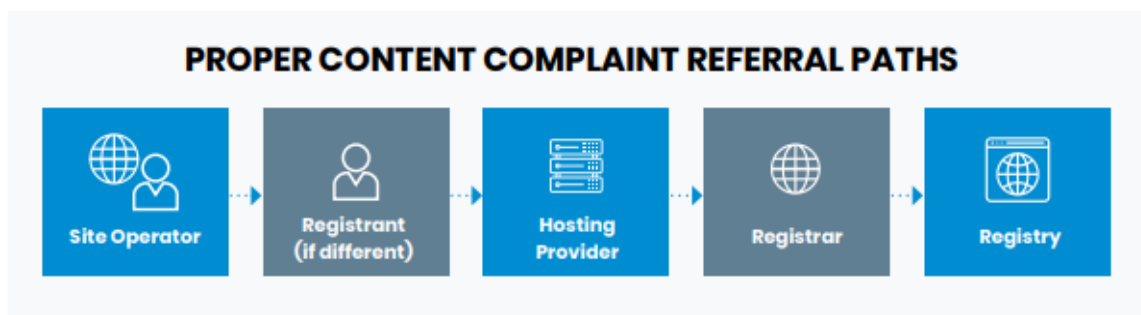 PROPER CONTENT COMPLAINT REFERRAL PATHS
Site Operator
Registrant
(if different)
Hosting
Provider
Registrar
Registry